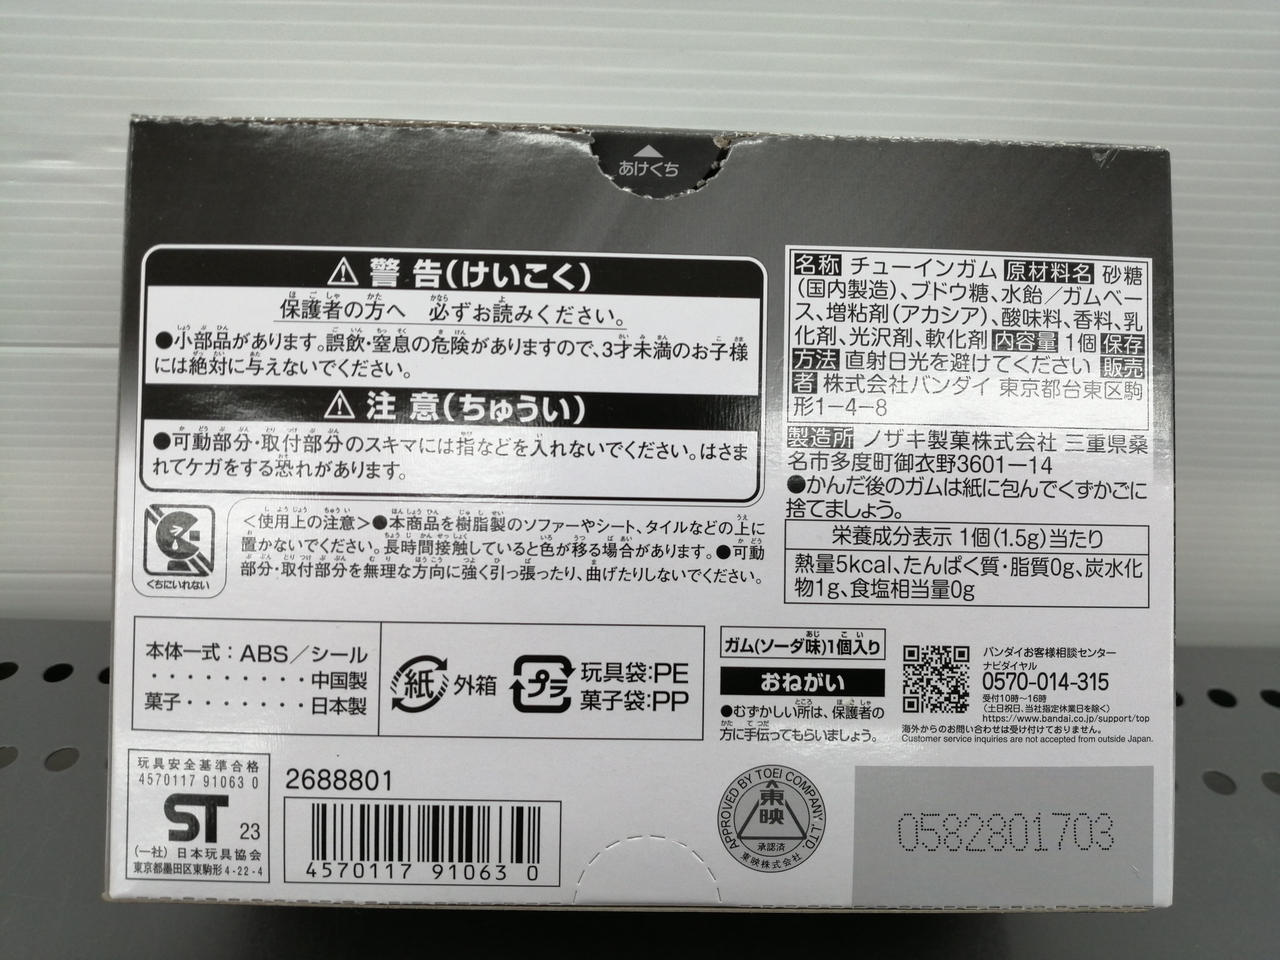 あけくち
⚠ 警告(けいこく)
保護者の方へ 必ずお読みください。
●小部品があります。誤飲・窒息の危険がありますので、3才未満のお子様
には絶対に与えないでください。
⚠ 注意(ちゅうい)
●可動部分・取付部分のスキマには指などを入れないでください。はさま
れてケガをする恐れがあります。
くちにいれない
<使用上の注意>●本商品を樹脂製のソファーやシート、タイルなどの上に
置かないでください。長時間接触していると色が移る場合があります。●可動
部分・取付部分を無理な方向に強く引っ張ったり、曲げたりしないでください。
名称 チューインガム 原材料名 砂糖
(国内製造)、ブドウ糖、水飴/ガムベー
ス、増粘剤(アカシア)、酸味料、香料、乳
化剤、光沢剤、軟化剤 内容量 1個 保存
方法 直射日光を避けてください 販売
者 株式会社バンダイ 東京都台東区駒
形1-4-8
製造所 ノザキ製菓株式会社 三重県桑
名市多度町御衣野3601-14
●かんだ後のガムは紙に包んでくずかごに
捨てましょう。
栄養成分表示 1個(1.5g)当たり
熱量5kcal、たんぱく質・脂質0g、炭水化
物1g、食塩相当量0g
本体一式:ABS/シール
・・・・・・・・・中国製
菓子・・・・・・・日本製
紙 外箱
プラ 玩具袋:PE
菓子袋:PP
ガム(ソーダ味)1個入り
おねがい
●むずかしい所は、保護者の
方に手伝ってもらいましょう。
バンダイお客様相談センター
ナビダイヤル
0570-014-315
受付10時~16時
(土日祝日、当社指定休業日を除く)
https://www.bandai.co.jp/support/top
海外からのお問い合わせは受け付けておりません。
Customer service inquiries are not accepted from outside Japan.
玩具安全基準合格
4570117 91063 0
ST 23
(一社)日本玩具協会
東京都墨田区東駒形4-22-4
2688801
4570117 91063 0
APPROVED BY TOEI COMPANY, LTD.
東映
承認済
東映株式会社
0582801703